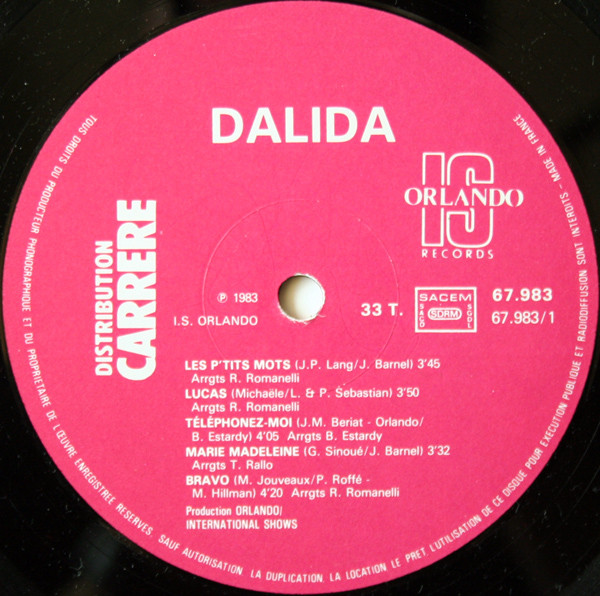 DALIDA
IS
ORLANDO
RECORDS
DISTRIBUTION
CARRERE
℗ 1983
I.S. ORLANDO
33 T.
SACEM
SACD
SDRM
SGDL
67.983
67.983/1
LES P'TITS MOTS (J.P. Lang/J. Barnel) 3'45
Arrgts R. Romanelli
LUCAS (Michaële/L. & P. Sebastian) 3'50
Arrgts R. Romanelli
TÉLÉPHONEZ-MOI (J.M. Beriat - Orlando/
B. Estardy) 4'05 Arrgts B. Estardy
MARIE MADELEINE (G. Sinoué/J. Barnel) 3'32
Arrgts T. Rallo
BRAVO (M. Jouveaux/P. Roffé -
M. Hillman) 4'20 Arrgts R. Romanelli
Production ORLANDO/
INTERNATIONAL SHOWS
TOUS DROITS DU PRODUCTEUR PHONOGRAPHIQUE ET DU PROPRIETAIRE DE L'ŒUVRE ENREGISTREE RESERVES. SAUF AUTORISATION LA DUPLICATION, LA LOCATION LE PRET, L'UTILISATION DE CE DISQUE POUR EXECUTION PUBLIQUE ET RADIODIFFUSION SONT INTERDITS - MADE IN FRANCE